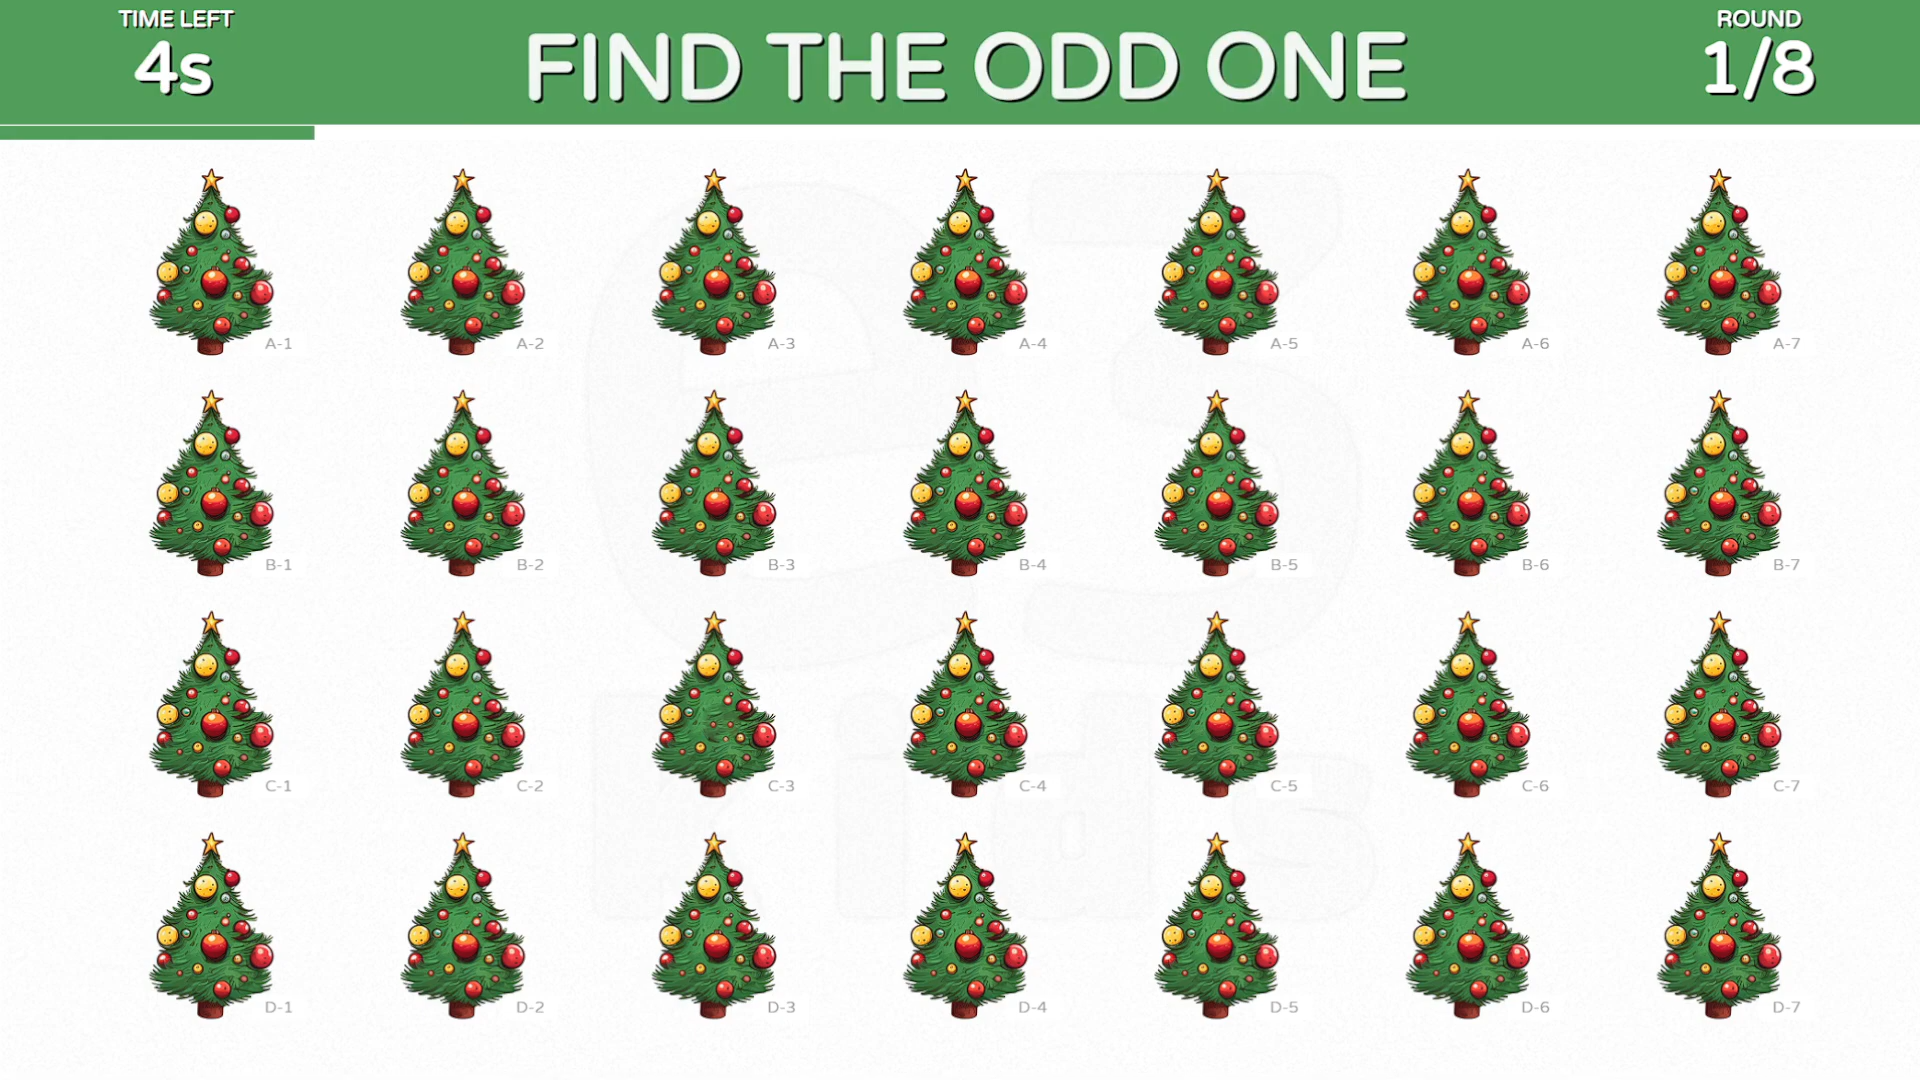 TIME LEFT
4s
FIND THE ODD ONE
ROUND
1/8
A-1 A-2 A-3 A-4 A-5 A-6 A-7
B-1 B-2 B-3 B-4 B-5 B-6 B-7
C-1 C-2 C-3 C-4 C-5 C-6 C-7
D-1 D-2 D-3 D-4 D-5 D-6 D-7
e3
kids